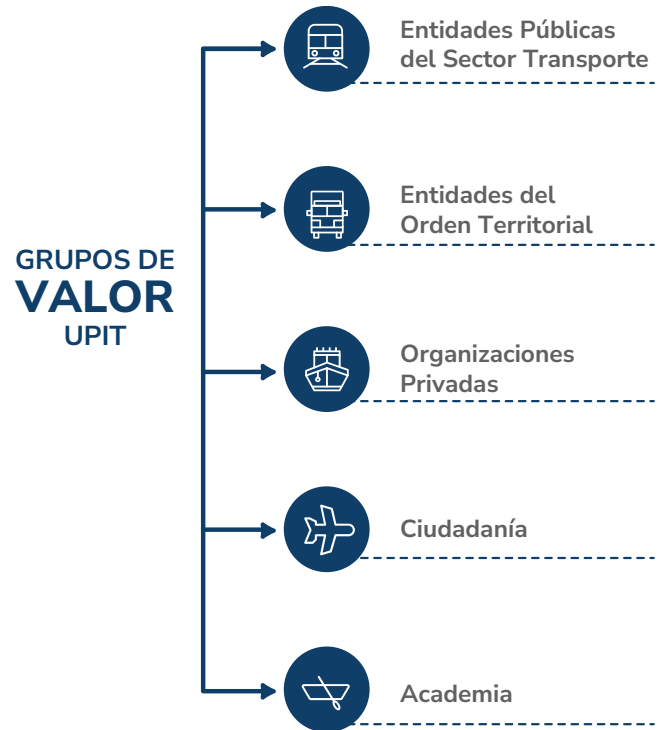 GRUPOS DE
VALOR
UPIT
Entidades Públicas
del Sector Transporte
Entidades del
Orden Territorial
Organizaciones
Privadas
Ciudadanía
Academia